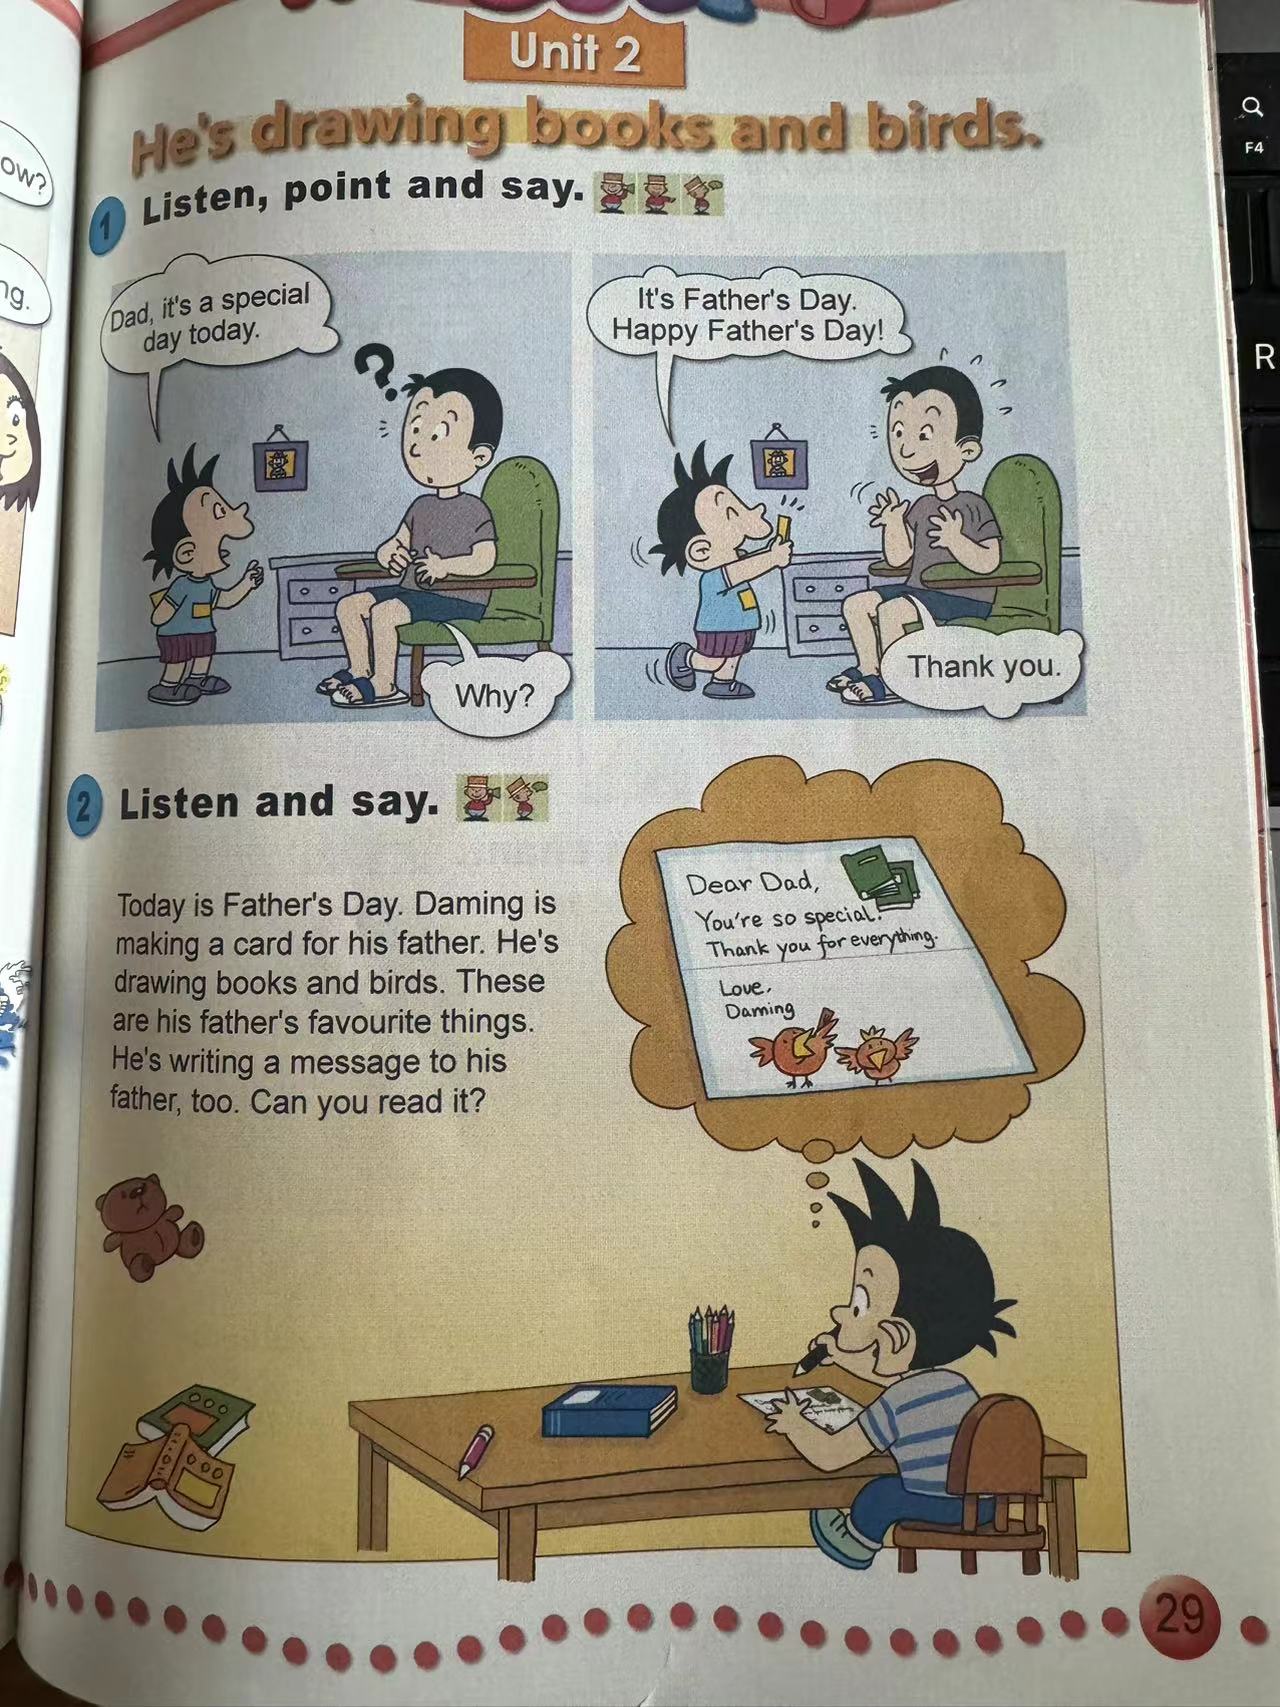 Unit 2
He's drawing books and birds.
1 Listen, point and say.
Dad, it's a special
day today.
Why?
It's Father's Day.
Happy Father's Day!
Thank you.
2 Listen and say.
Today is Father's Day. Daming is
making a card for his father. He's
drawing books and birds. These
are his father's favourite things.
He's writing a message to his
father, too. Can you read it?
Dear Dad,
You're so special.
Thank you for everything.
Love,
Daming
29
ow?
ng.
F4
R